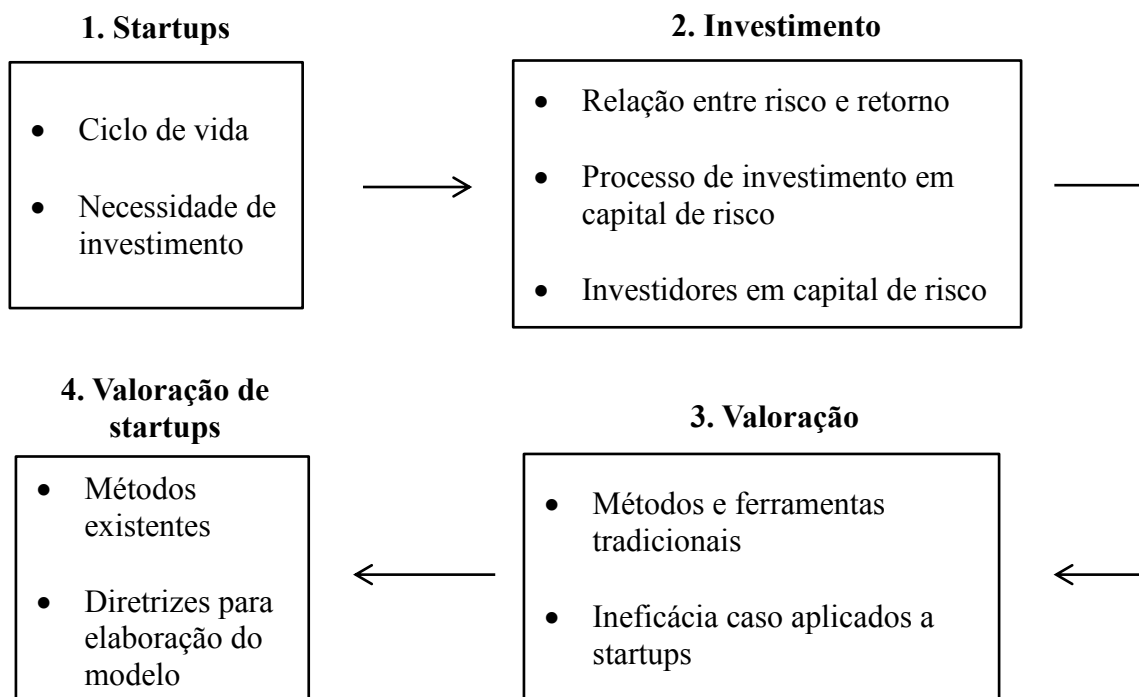 1. Startups
• Ciclo de vida
• Necessidade de
investimento
2. Investimento
• Relação entre risco e retorno
• Processo de investimento em
capital de risco
• Investidores em capital de risco
3. Valoração
• Métodos e ferramentas
tradicionais
• Ineficácia caso aplicados a
startups
4. Valoração de
startups
• Métodos
existentes
• Diretrizes para
elaboração do
modelo